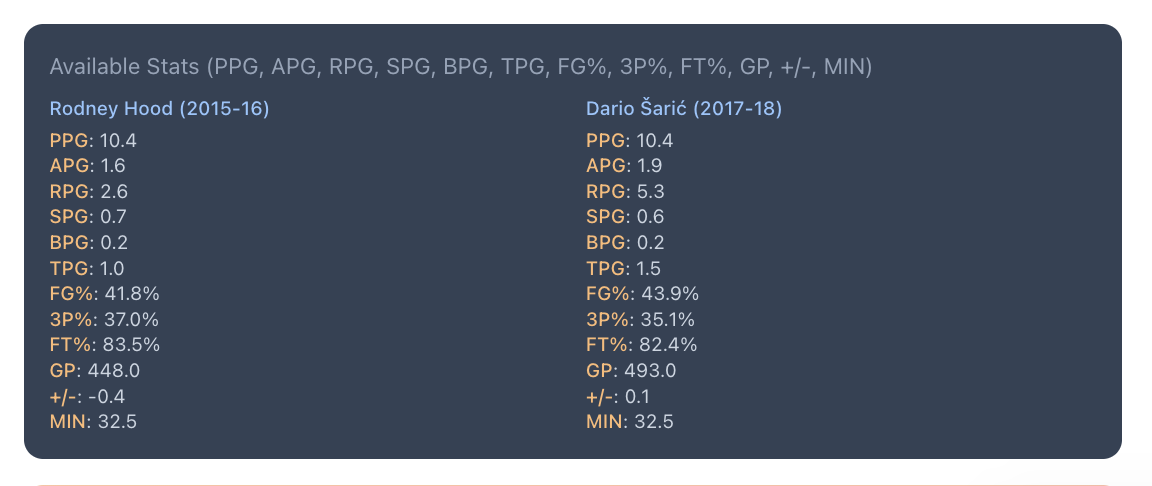 Available Stats (PPG, APG, RPG, SPG, BPG, TPG, FG%, 3P%, FT%, GP, +/-, MIN)
Rodney Hood (2015-16)
PPG: 10.4
APG: 1.6
RPG: 2.6
SPG: 0.7
BPG: 0.2
TPG: 1.0
FG%: 41.8%
3P%: 37.0%
FT%: 83.5%
GP: 448.0
+/-: -0.4
MIN: 32.5
Dario Šarić (2017-18)
PPG: 10.4
APG: 1.9
RPG: 5.3
SPG: 0.6
BPG: 0.2
TPG: 1.5
FG%: 43.9%
3P%: 35.1%
FT%: 82.4%
GP: 493.0
+/-: 0.1
MIN: 32.5